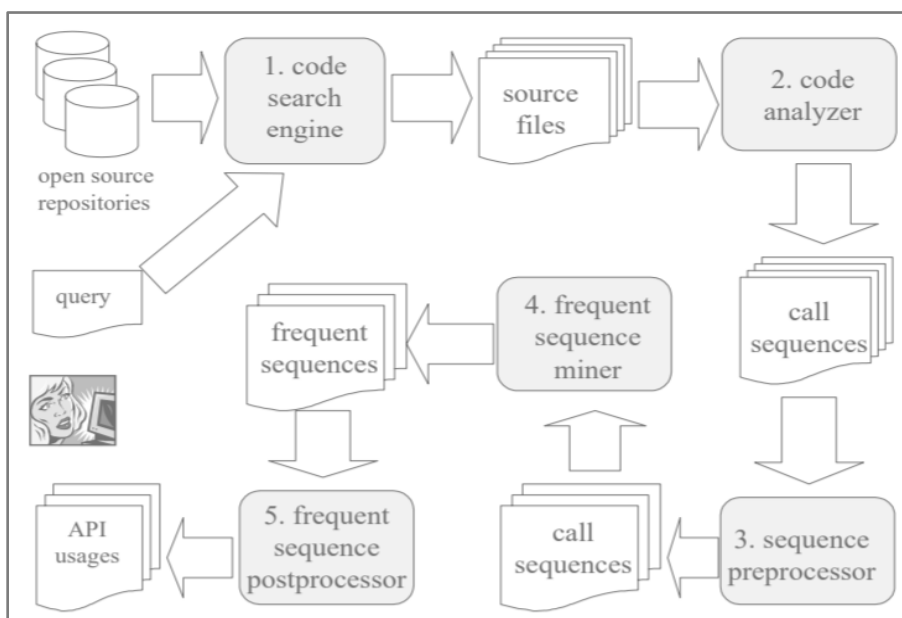 1. code
search
engine
source
files
2. code
analyzer
open source
repositories
query
frequent
sequences
4. frequent
sequence
miner
call
sequences
API
usages
5. frequent
sequence
postprocessor
call
sequences
3. sequence
preprocessor